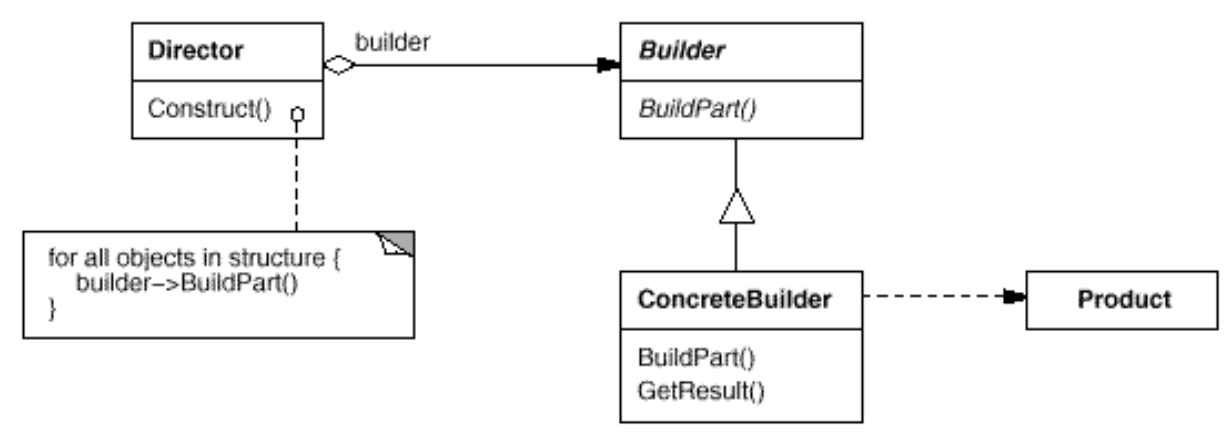 Director
builder
Builder
Construct()
BuildPart()
for all objects in structure {
builder->BuildPart()
}
ConcreteBuilder
Product
BuildPart()
GetResult()